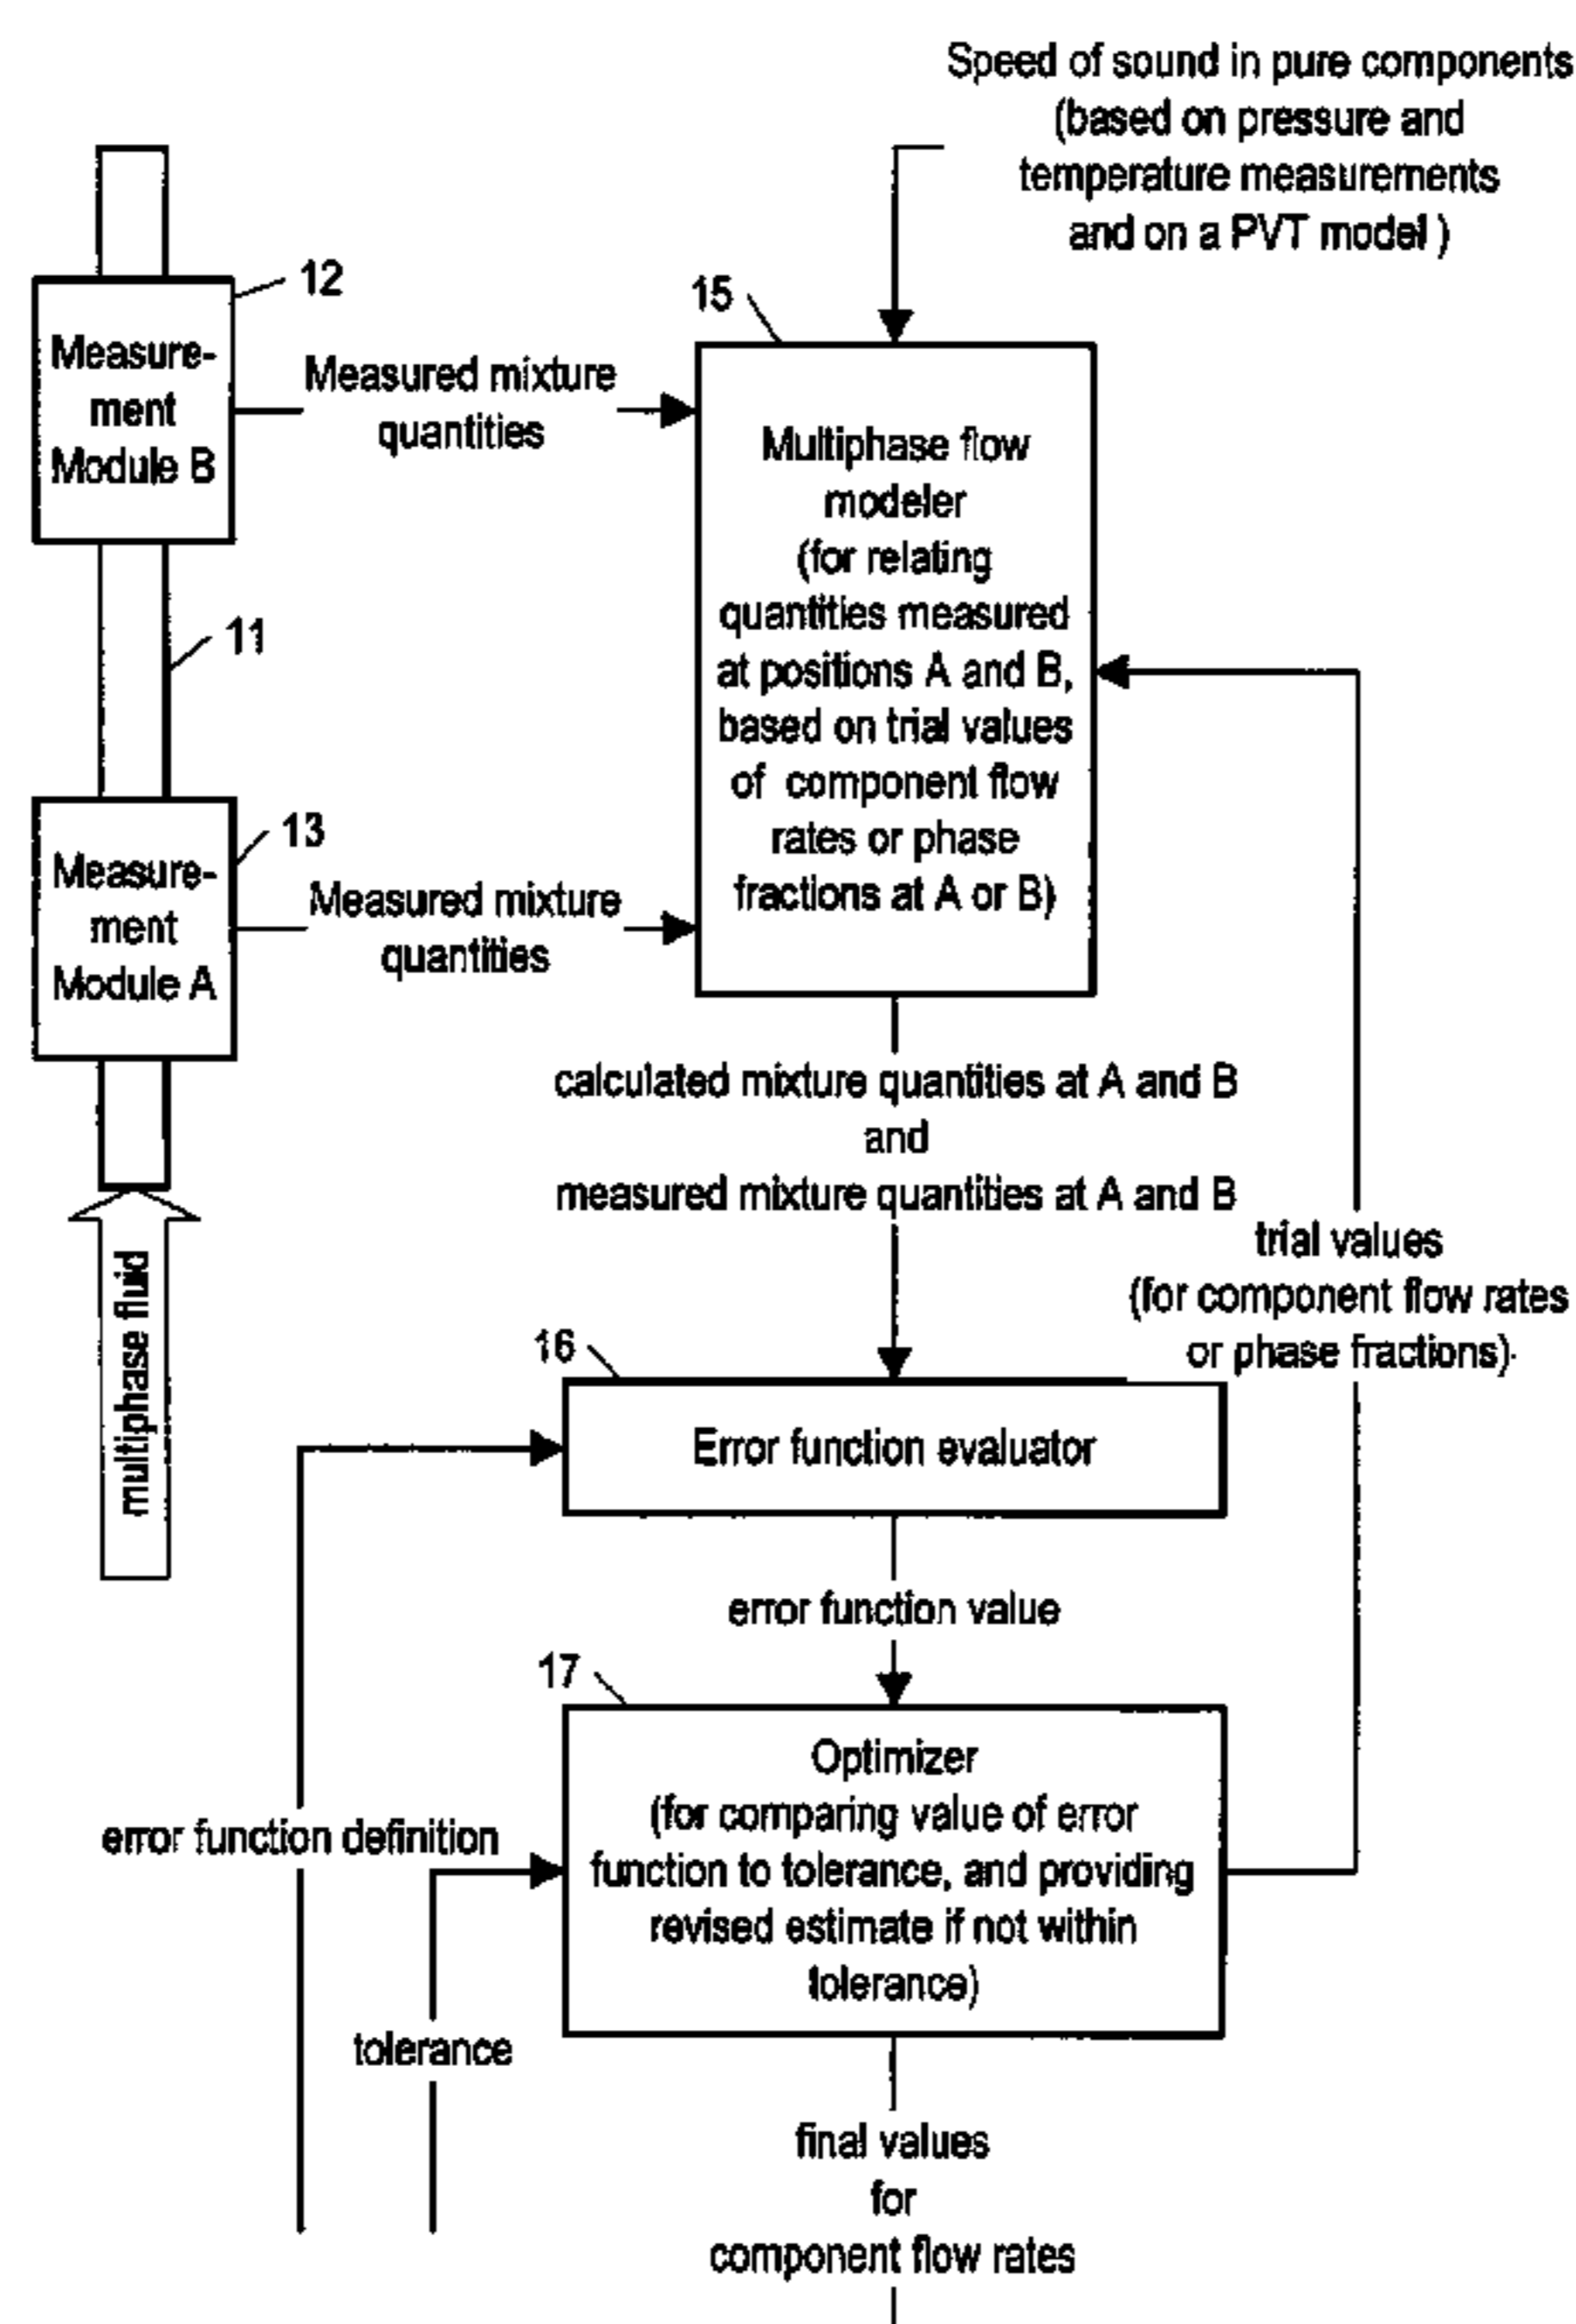 Speed of sound in pure components
(based on pressure and
temperature measurements
and on a PVT model )
12
15
Measure-
ment
Module B
Measured mixture
quantities
Multiphase flow
modeler
(for relating
quantities measured
at positions A and B,
based on trial values
of component flow
rates or phase
fractions at A or B)
11
13
Measure-
ment
Module A
Measured mixture
quantities
calculated mixture quantities at A and B
and
measured mixture quantities at A and B
trial values
(for component flow rates
or phase fractions)
multiphase fluid
16
Error function evaluator
error function value
17
Optimizer
(for comparing value of error
function to tolerance, and providing
revised estimate if not within
tolerance)
error function definition
tolerance
final values
for
component flow rates